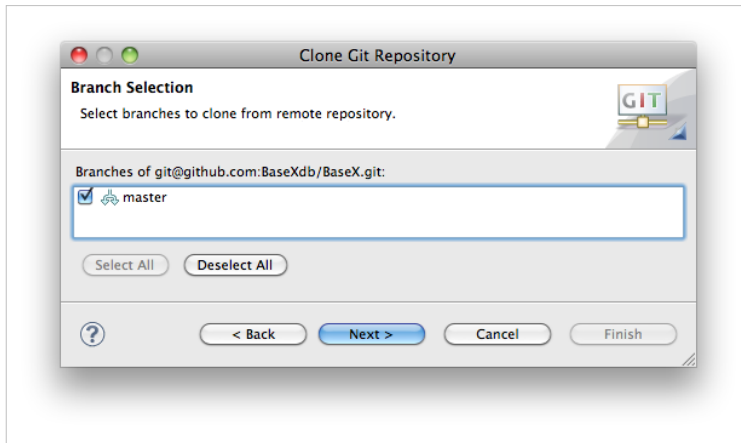 Clone Git Repository
Branch Selection
Select branches to clone from remote repository.
GIT
Branches of git@github.com:BaseXdb/BaseX.git:
master
Select All Deselect All
? < Back Next > Cancel Finish